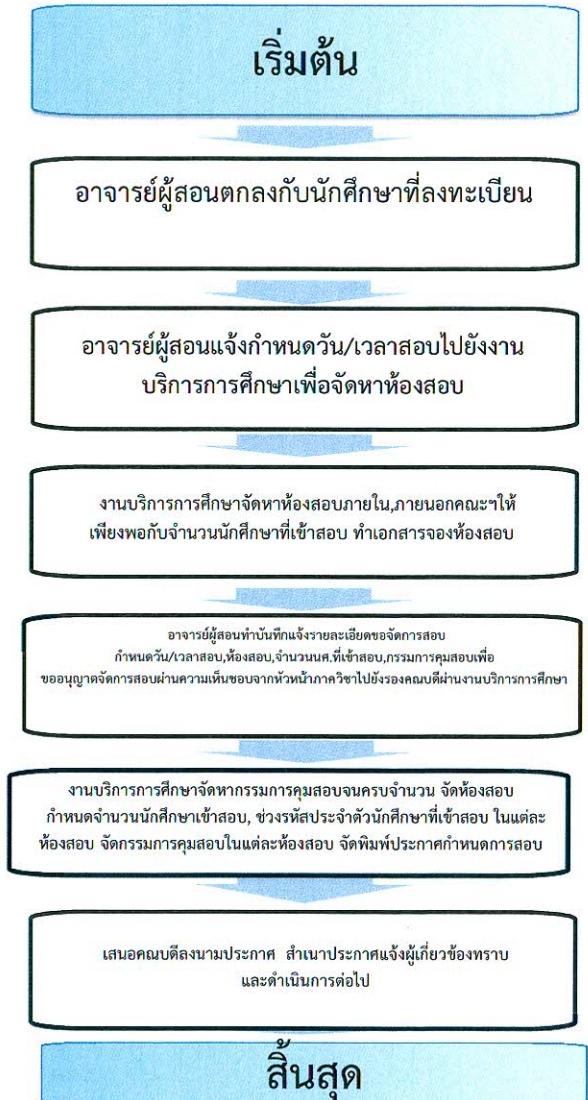 เริ่มต้น
อาจารย์ผู้สอนตกลงกับนักศึกษาที่ลงทะเบียน
อาจารย์ผู้สอนแจ้งกำหนดวัน/เวลาสอบไปยังงาน
บริการการศึกษาเพื่อจัดหาห้องสอบ
งานบริการการศึกษาจัดหาห้องสอบภายใน,ภายนอกคณะฯให้
เพียงพอกับจำนวนนักศึกษาที่เข้าสอบ ทำเอกสารจองห้องสอบ
อาจารย์ผู้สอนทำบันทึกแจ้งรายละเอียดขอจัดการสอบ
กำหนดวัน/เวลาสอบ,ห้องสอบ,จำนวนนศ.ที่เข้าสอบ,กรรมการคุมสอบเพื่อ
ขออนุญาตจัดการสอบผ่านความเห็นชอบจากหัวหน้าภาควิชาไปยังรองคณบดีผ่านงานบริการการศึกษา
งานบริการการศึกษาจัดหากรรมการคุมสอบจนครบจำนวน จัดห้องสอบ
กำหนดจำนวนนักศึกษาเข้าสอบ, ช่วงรหัสประจำตัวนักศึกษาที่เข้าสอบ ในแต่ละ
ห้องสอบ จัดกรรมการคุมสอบในแต่ละห้องสอบ จัดพิมพ์ประกาศกำหนดการสอบ
เสนอคณบดีลงนามประกาศ สำเนาประกาศแจ้งผู้เกี่ยวข้องทราบ
และดำเนินการต่อไป
สิ้นสุด